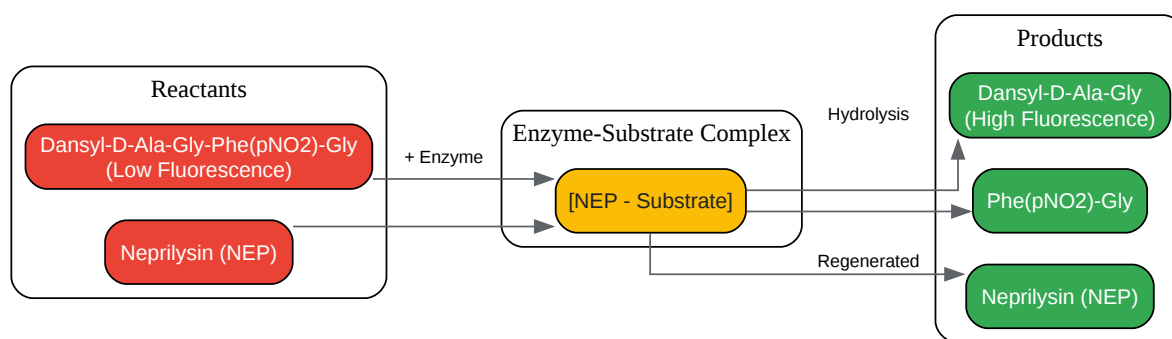 Reactants
Dansyl-D-Ala-Gly-Phe(pNO2)-Gly
(Low Fluorescence)
Neprilysin (NEP)
+ Enzyme
Enzyme-Substrate Complex
[NEP - Substrate]
Hydrolysis
Regenerated
Products
Dansyl-D-Ala-Gly
(High Fluorescence)
Phe(pNO2)-Gly
Neprilysin (NEP)